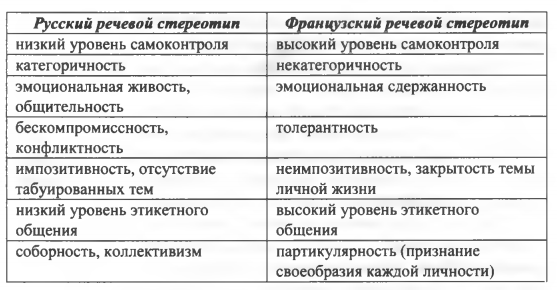 Русский речевой стереотип Французский речевой стереотип
низкий уровень самоконтроля высокий уровень самоконтроля
категоричность некатегоричность
эмоциональная живость, эмоциональная сдержанность
общительность
бескомпромиссность, толерантность
конфликтность
импозитивность, отсутствие неимпозитивность, закрытость темы
табуированных тем личной жизни
низкий уровень этикетного высокий уровень этикетного
общения общения
соборность, коллективизм партикулярность (признание
своеобразия каждой личности)